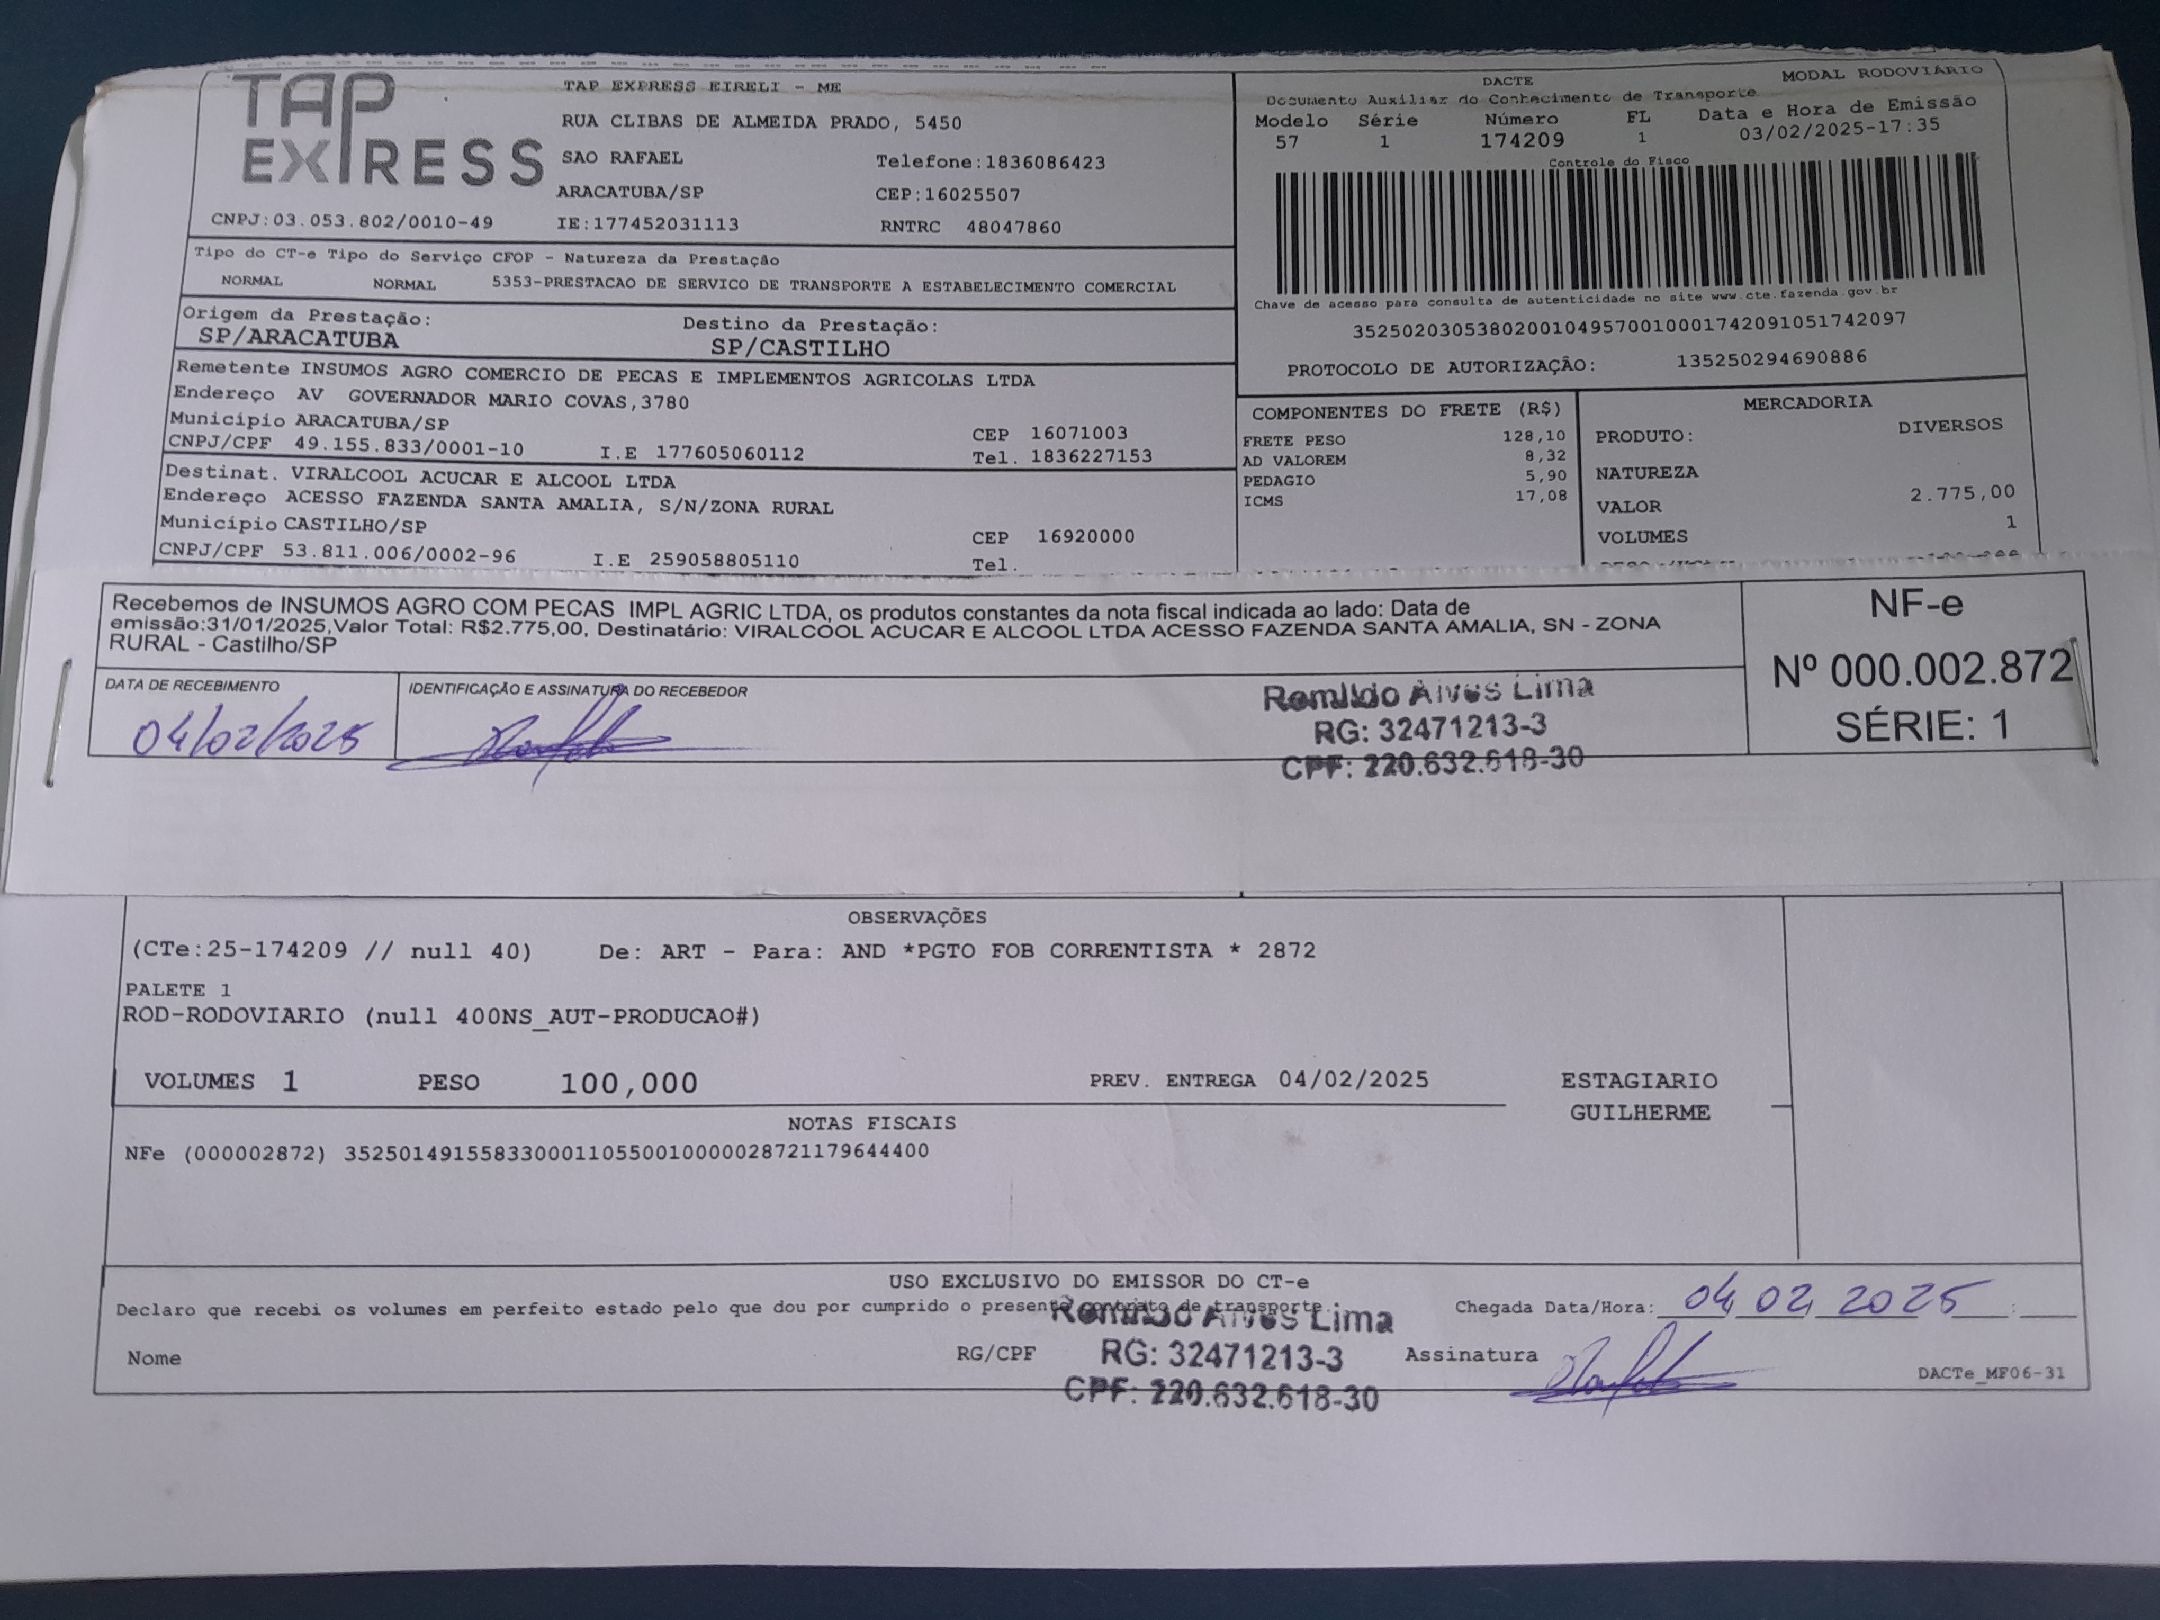 TAP EXPRESS
TAP EXPRESS EIRELI - ME
RUA CLIBAS DE ALMEIDA PRADO, 5450
SAO RAFAEL Telefone:1836086423
ARACATUBA/SP CEP:16025507
CNPJ:03.053.802/0010-49 IE:177452031113 RNTRC 48047860
DACTE MODAL RODOVIÁRIO
Documento Auxiliar do Conhecimento de Transporte
Modelo Série Número FL Data e Hora de Emissão
57 1 174209 1 03/02/2025-17:35
Controle do Fisco
Chave de acesso para consulta de autenticidade no site www.cte.fazenda.gov.br
35250203053802001049570010001742091051742097
PROTOCOLO DE AUTORIZAÇÃO: 135250294690886
Tipo do CT-e Tipo do Serviço CFOP - Natureza da Prestação
NORMAL NORMAL 5353-PRESTACAO DE SERVICO DE TRANSPORTE A ESTABELECIMENTO COMERCIAL
Origem da Prestação: Destino da Prestação:
SP/ARACATUBA SP/CASTILHO
Remetente INSUMOS AGRO COMERCIO DE PECAS E IMPLEMENTOS AGRICOLAS LTDA
Endereço AV GOVERNADOR MARIO COVAS,3780
Município ARACATUBA/SP CEP 16071003
CNPJ/CPF 49.155.833/0001-10 I.E 177605060112 Tel. 1836227153
Destinat. VIRALCOOL ACUCAR E ALCOOL LTDA
Endereço ACESSO FAZENDA SANTA AMALIA, S/N/ZONA RURAL
Município CASTILHO/SP CEP 16920000
CNPJ/CPF 53.811.006/0002-96 I.E 259058805110 Tel.
COMPONENTES DO FRETE (R$)
FRETE PESO 128,10
AD VALOREM 8,32
PEDAGIO 5,90
ICMS 17,08
MERCADORIA
PRODUTO: DIVERSOS
NATUREZA
VALOR 2.775,00
VOLUMES 1
Recebemos de INSUMOS AGRO COM PECAS IMPL AGRIC LTDA, os produtos constantes da nota fiscal indicada ao lado: Data de
emissão:31/01/2025,Valor Total: R$2.775,00, Destinatário: VIRALCOOL ACUCAR E ALCOOL LTDA ACESSO FAZENDA SANTA AMALIA, SN - ZONA
RURAL - Castilho/SP
NF-e
Nº 000.002.872
SÉRIE: 1
DATA DE RECEBIMENTO IDENTIFICAÇÃO E ASSINATURA DO RECEBEDOR
04/02/2025
Romildo Alves Lima
RG: 32471213-3
CPF: 220.632.618-30
OBSERVAÇÕES
(CTe:25-174209 // null 40) De: ART - Para: AND *PGTO FOB CORRENTISTA * 2872
PALETE 1
ROD-RODOVIARIO (null 400NS_AUT-PRODUCAO#)
VOLUMES 1 PESO 100,000 PREV. ENTREGA 04/02/2025 ESTAGIARIO
GUILHERME
NOTAS FISCAIS
NFe (000002872) 35250149155833000110550010000028721179644400
USO EXCLUSIVO DO EMISSOR DO CT-e
Declaro que recebi os volumes em perfeito estado pelo que dou por cumprido o presente contrato de transporte. Chegada Data/Hora: 04 02 2025 :
Romildo Alves Lima
Nome RG/CPF RG: 32471213-3 Assinatura
CPF: 220.632.618-30
DACTe_MF06-31